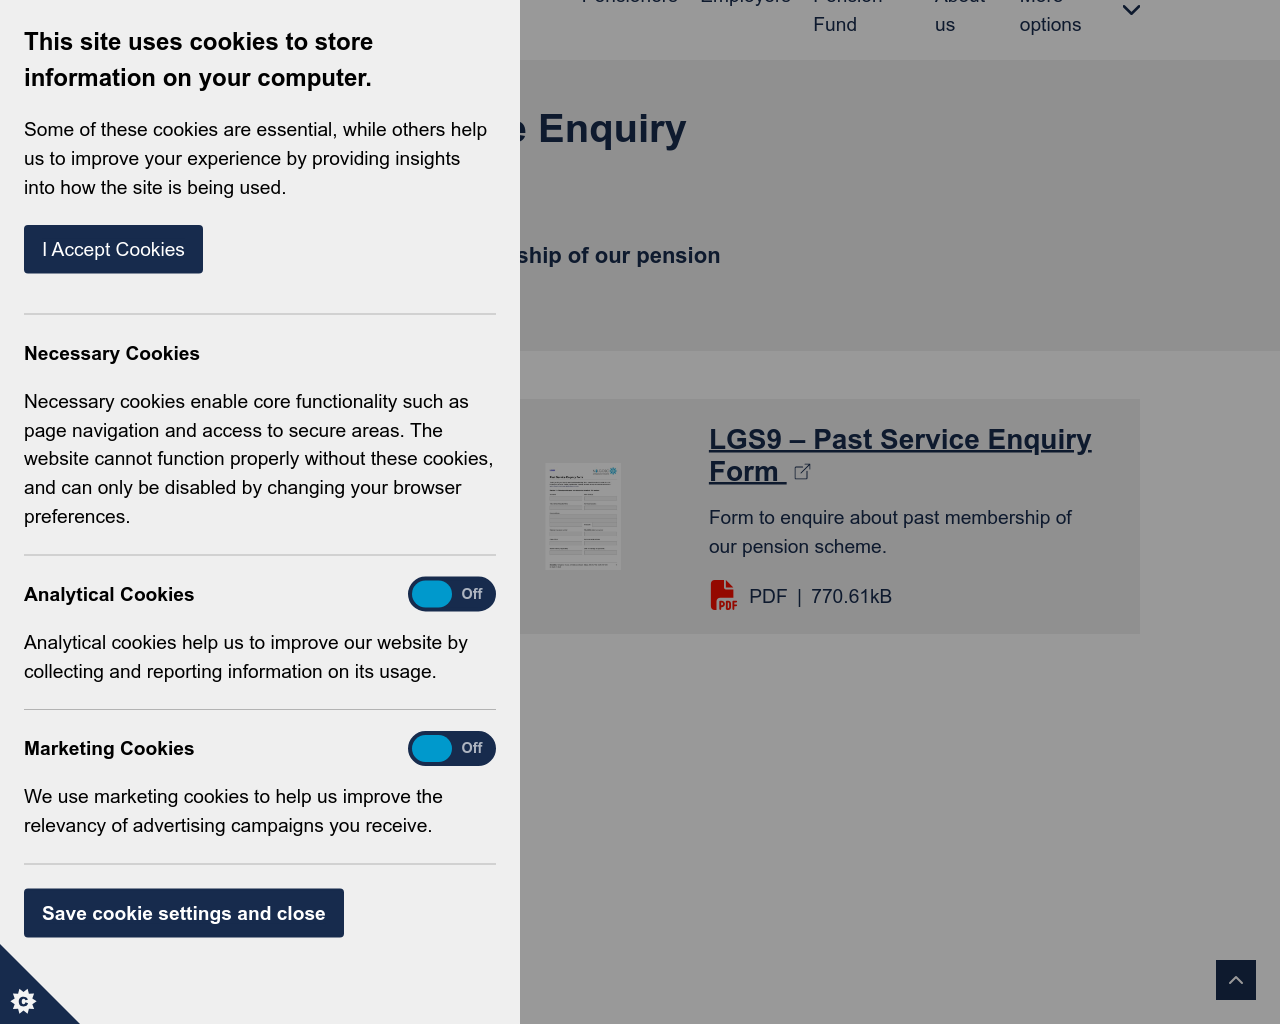 This site uses cookies to store
information on your computer.
Some of these cookies are essential, while others help
us to improve your experience by providing insights
into how the site is being used.
I Accept Cookies
Necessary Cookies
Necessary cookies enable core functionality such as
page navigation and access to secure areas. The
website cannot function properly without these cookies,
and can only be disabled by changing your browser
preferences.
Analytical Cookies
Off
Analytical cookies help us to improve our website by
collecting and reporting information on its usage.
Marketing Cookies
Off
We use marketing cookies to help us improve the
relevancy of advertising campaigns you receive.
Save cookie settings and close
Fund
us
options
Enquiry
ship of our pension
LGS9 – Past Service Enquiry
Form
Form to enquire about past membership of
our pension scheme.
PDF
PDF | 770.61kB